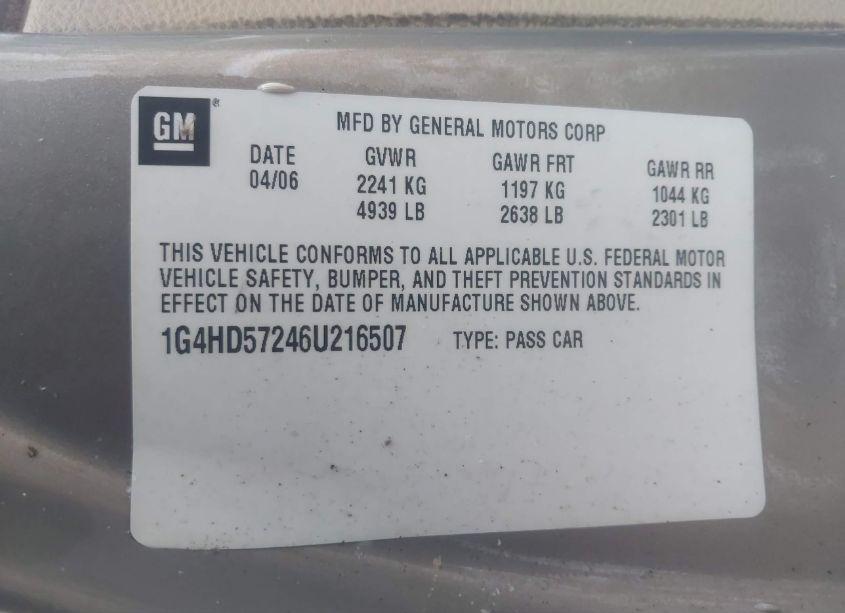 GM®
MFD BY GENERAL MOTORS CORP
DATE GVWR GAWR FRT GAWR RR
04/06 2241 KG 1197 KG 1044 KG
4939 LB 2638 LB 2301 LB
THIS VEHICLE CONFORMS TO ALL APPLICABLE U.S. FEDERAL MOTOR
VEHICLE SAFETY, BUMPER, AND THEFT PREVENTION STANDARDS IN
EFFECT ON THE DATE OF MANUFACTURE SHOWN ABOVE.
1G4HD57246U216507 TYPE: PASS CAR